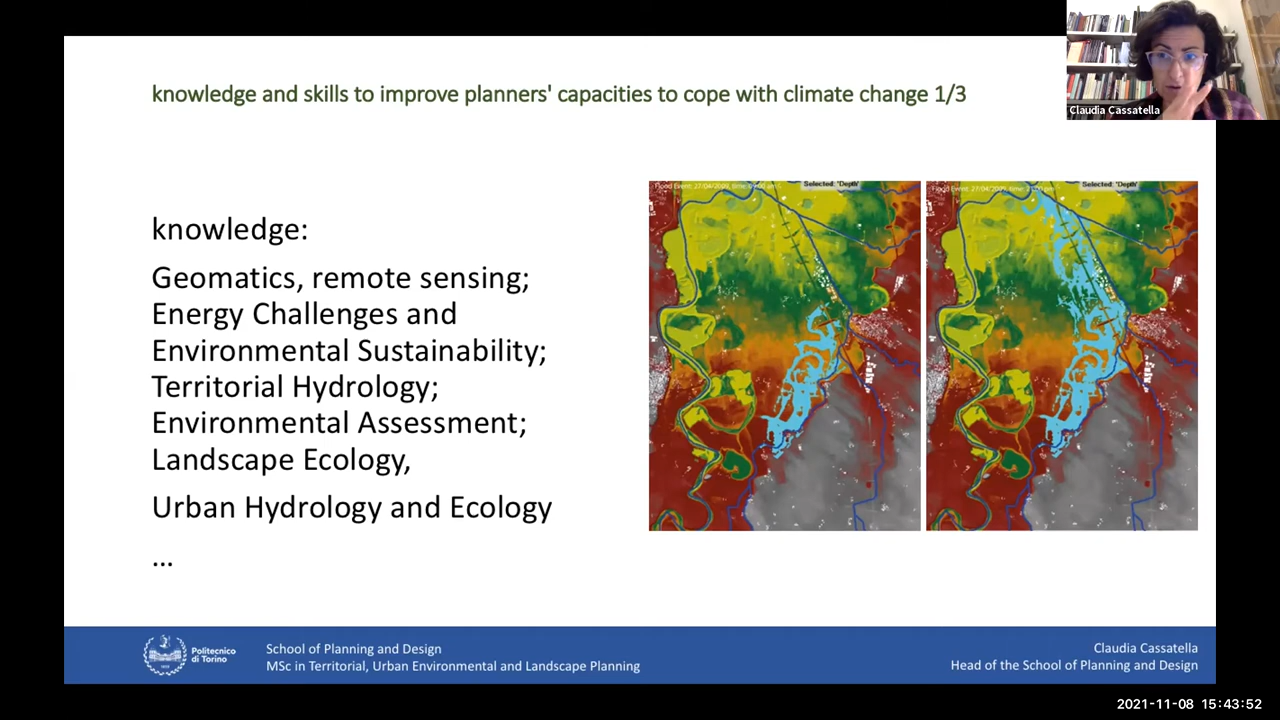 knowledge and skills to improve planners' capacities to cope with climate change 1/3
Claudia Cassatella
knowledge:
Geomatics, remote sensing;
Energy Challenges and
Environmental Sustainability;
Territorial Hydrology;
Environmental Assessment;
Landscape Ecology,
Urban Hydrology and Ecology
...
Selected: 'Depth'
Selected: 'Depth'
Politecnico
di Torino
School of Planning and Design
MSc in Territorial, Urban Environmental and Landscape Planning
Claudia Cassatella
Head of the School of Planning and Design
2021-11-08 15:43:52